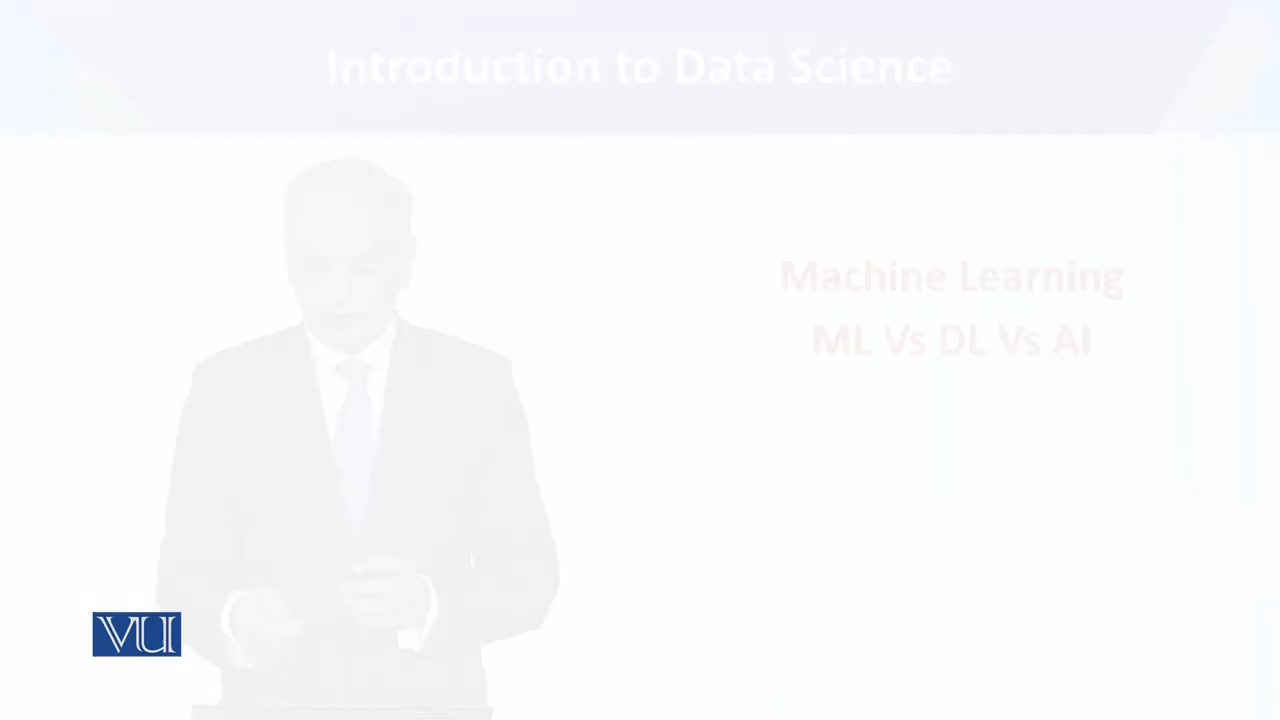 Introduction to Data Science
Machine Learning
ML Vs DL Vs AI
VU